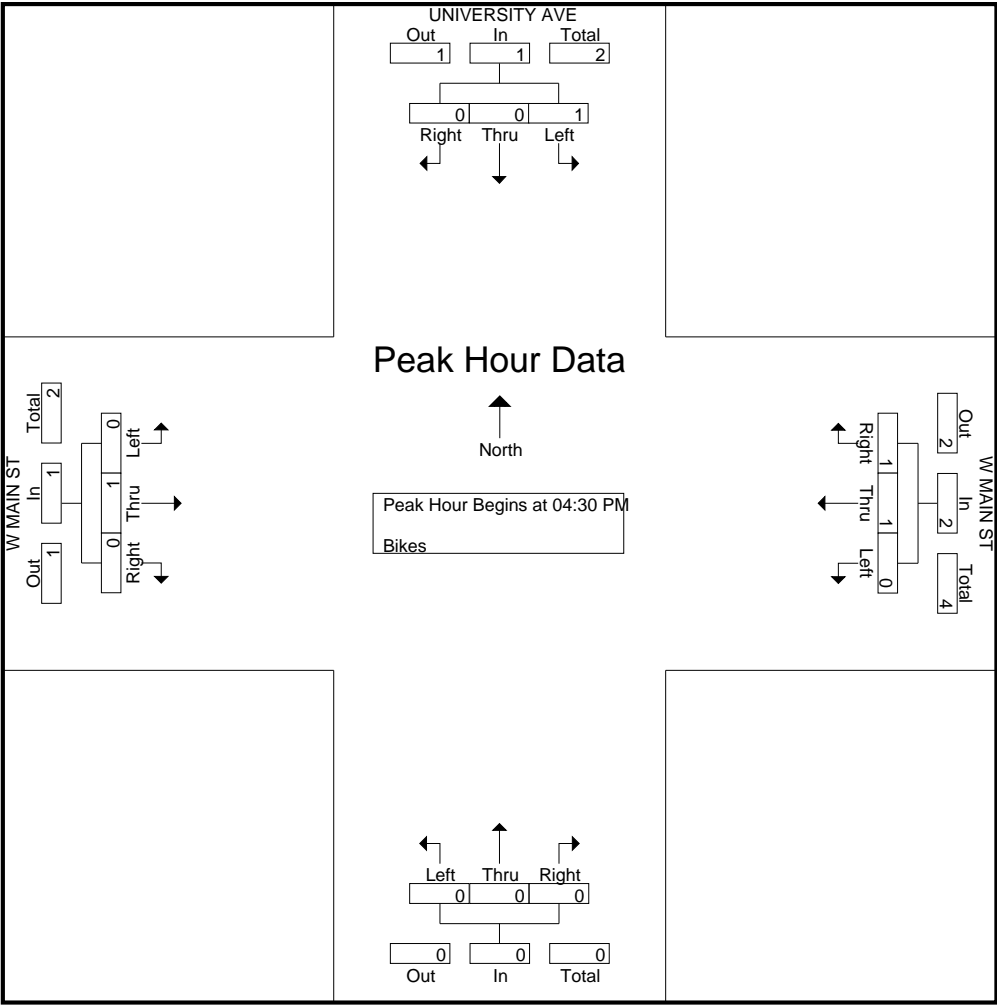 UNIVERSITY AVE
Out In Total
1 1 2
0 0 1
Right Thru Left
Peak Hour Data
North
Peak Hour Begins at 04:30 PM
Bikes
W MAIN ST
Total In Out
2 1 1
0 1 0
Left Thru Right
W MAIN ST
Out In Total
2 2 4
1 1 0
Right Thru Left
Left Thru Right
0 0 0
0 0 0
Out In Total